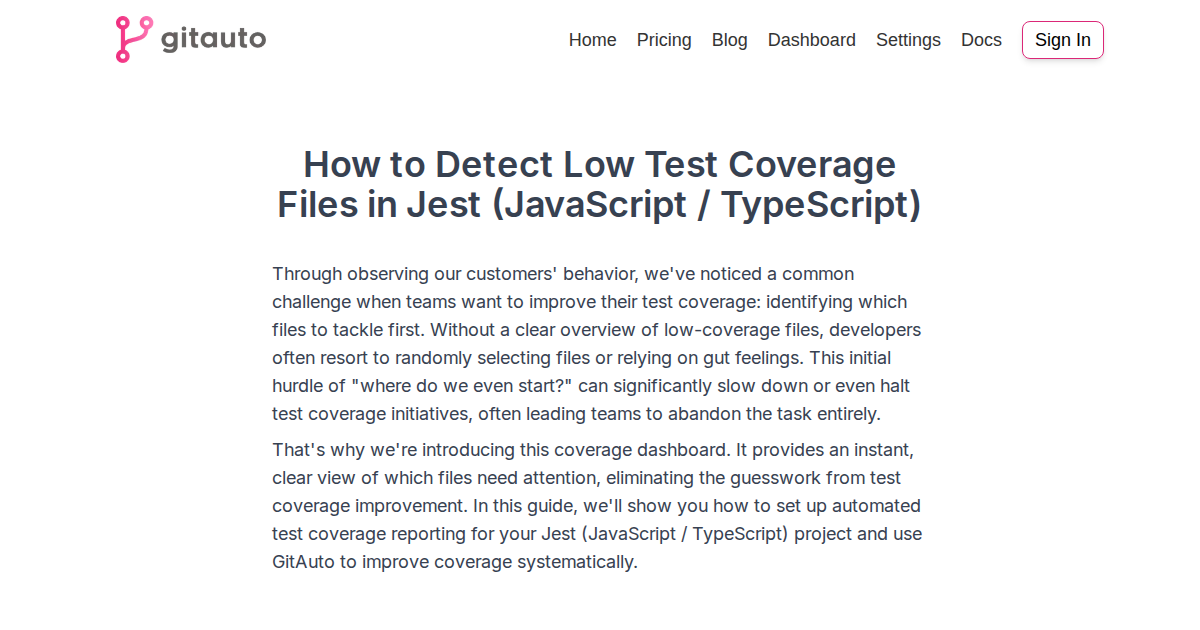 gitauto
Home Pricing Blog Dashboard Settings Docs Sign In
How to Detect Low Test Coverage
Files in Jest (JavaScript / TypeScript)
Through observing our customers' behavior, we've noticed a common
challenge when teams want to improve their test coverage: identifying which
files to tackle first. Without a clear overview of low-coverage files, developers
often resort to randomly selecting files or relying on gut feelings. This initial
hurdle of "where do we even start?" can significantly slow down or even halt
test coverage initiatives, often leading teams to abandon the task entirely.
That's why we're introducing this coverage dashboard. It provides an instant,
clear view of which files need attention, eliminating the guesswork from test
coverage improvement. In this guide, we'll show you how to set up automated
test coverage reporting for your Jest (JavaScript / TypeScript) project and use
GitAuto to improve coverage systematically.